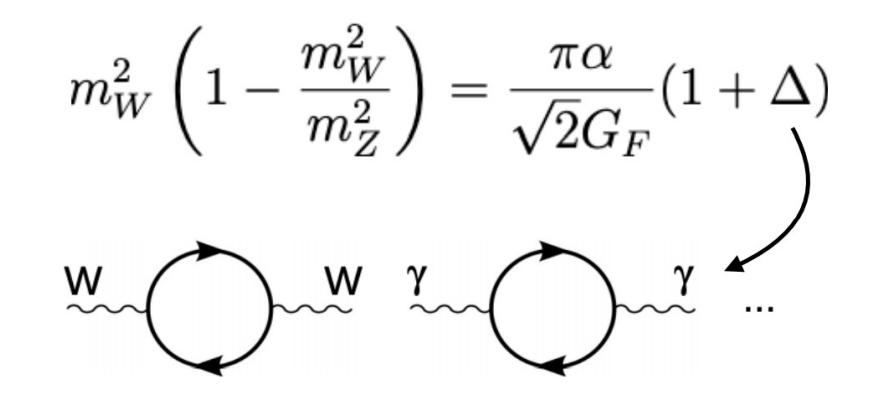 m_W^2 \left( 1 - \frac{m_W^2}{m_Z^2} \right) = \frac{\pi\alpha}{\sqrt{2}G_F}(1 + \Delta)
W W γ γ ...